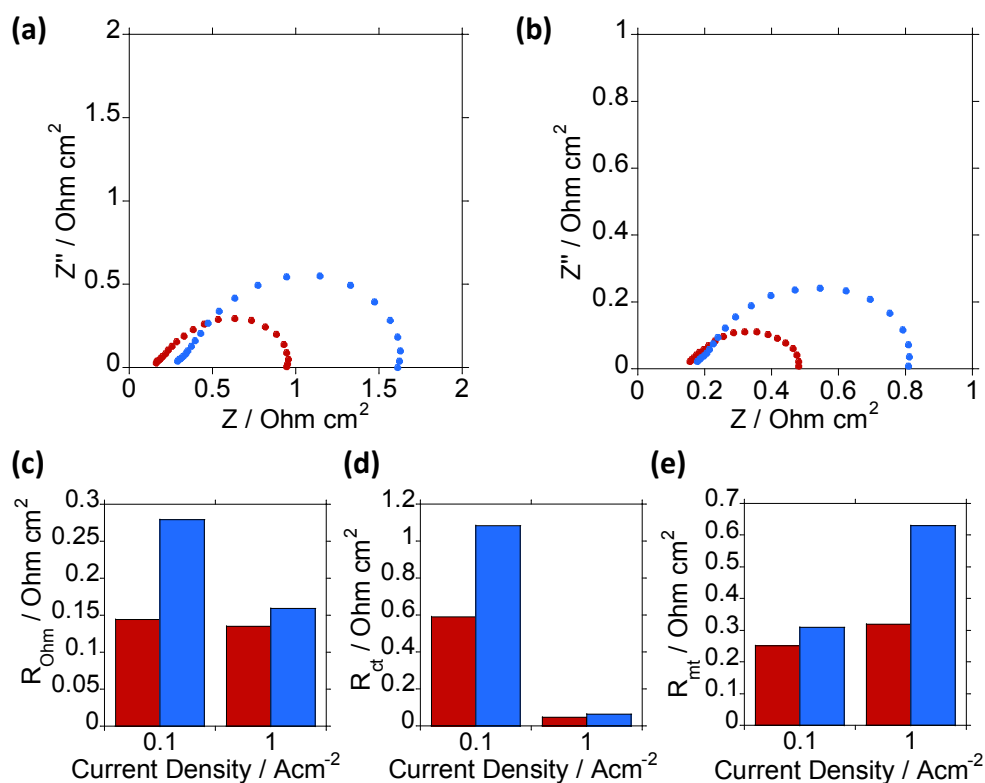 (a)
2
1.5
1
0.5
0
Z" / Ohm cm²
0 0.5 1 1.5 2
Z / Ohm cm²
(b)
1
0.8
0.6
0.4
0.2
0
Z" / Ohm cm²
0 0.2 0.4 0.6 0.8 1
Z / Ohm cm²
(c)
0.3
0.25
0.2
0.15
0.1
0.05
0
R_Ohm / Ohm cm²
0.1 1
Current Density / Acm⁻²
(d)
1.2
1
0.8
0.6
0.4
0.2
0
R_ct / Ohm cm²
0.1 1
Current Density / Acm⁻²
(e)
0.7
0.6
0.5
0.4
0.3
0.2
0.1
0
R_mt / Ohm cm²
0.1 1
Current Density / Acm⁻²